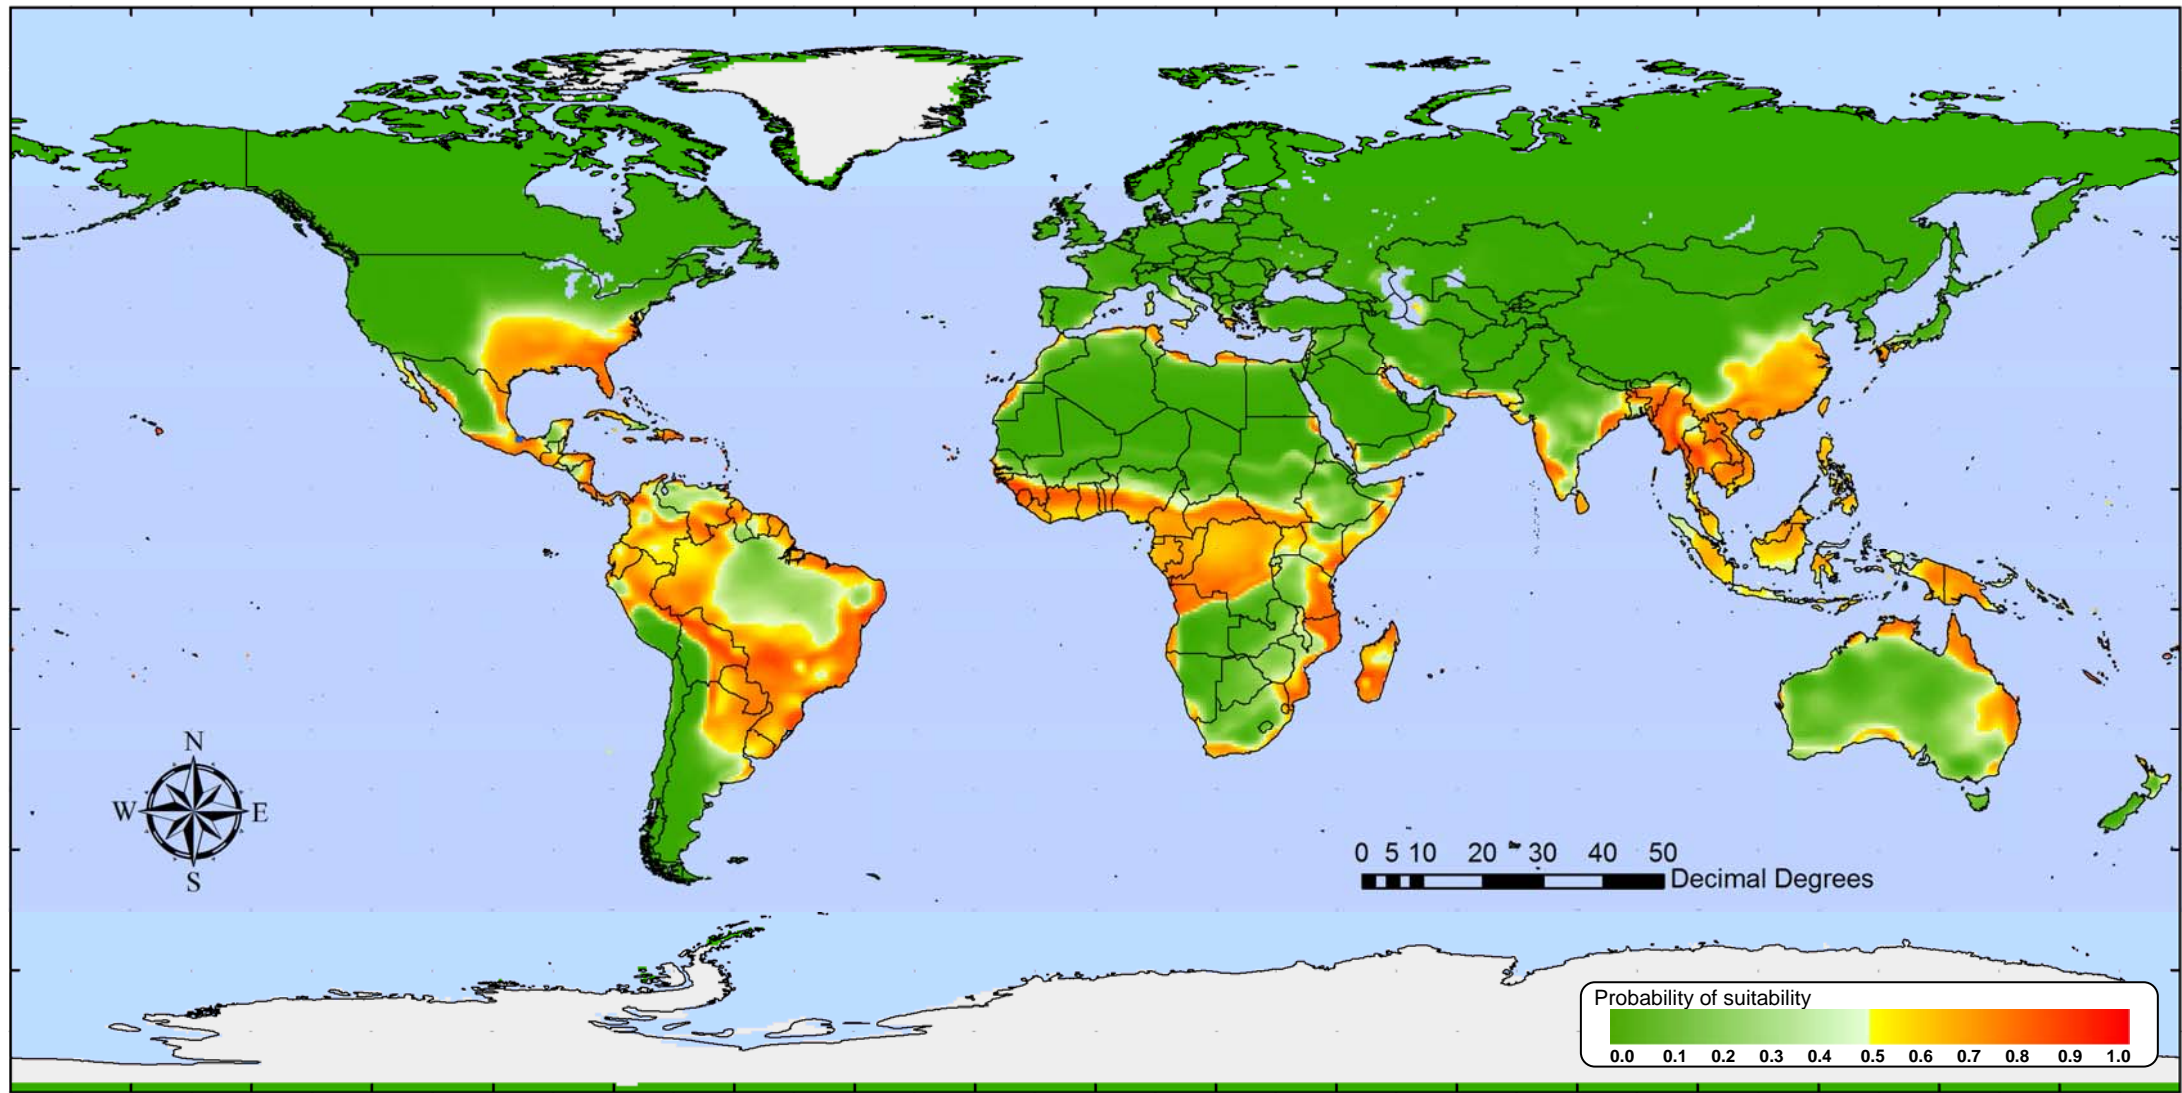 N
W E
S
0 5 10 20 30 40 50
Decimal Degrees
Probability of suitability
0.0 0.1 0.2 0.3 0.4 0.5 0.6 0.7 0.8 0.9 1.0